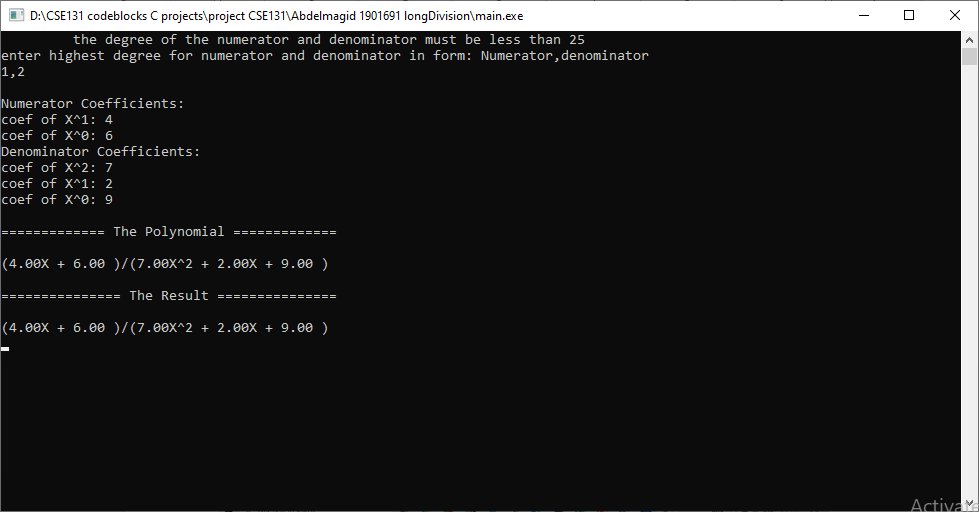 D:\CSE131 codeblocks C projects\project CSE131\Abdelmagid 1901691 longDivision\main.exe
the degree of the numerator and denominator must be less than 25
enter highest degree for numerator and denominator in form: Numerator,denominator
1,2
Numerator Coefficients:
coef of X^1: 4
coef of X^0: 6
Denominator Coefficients:
coef of X^2: 7
coef of X^1: 2
coef of X^0: 9
============= The Polynomial =============
(4.00X + 6.00 )/(7.00X^2 + 2.00X + 9.00 )
=============== The Result ===============
(4.00X + 6.00 )/(7.00X^2 + 2.00X + 9.00 )